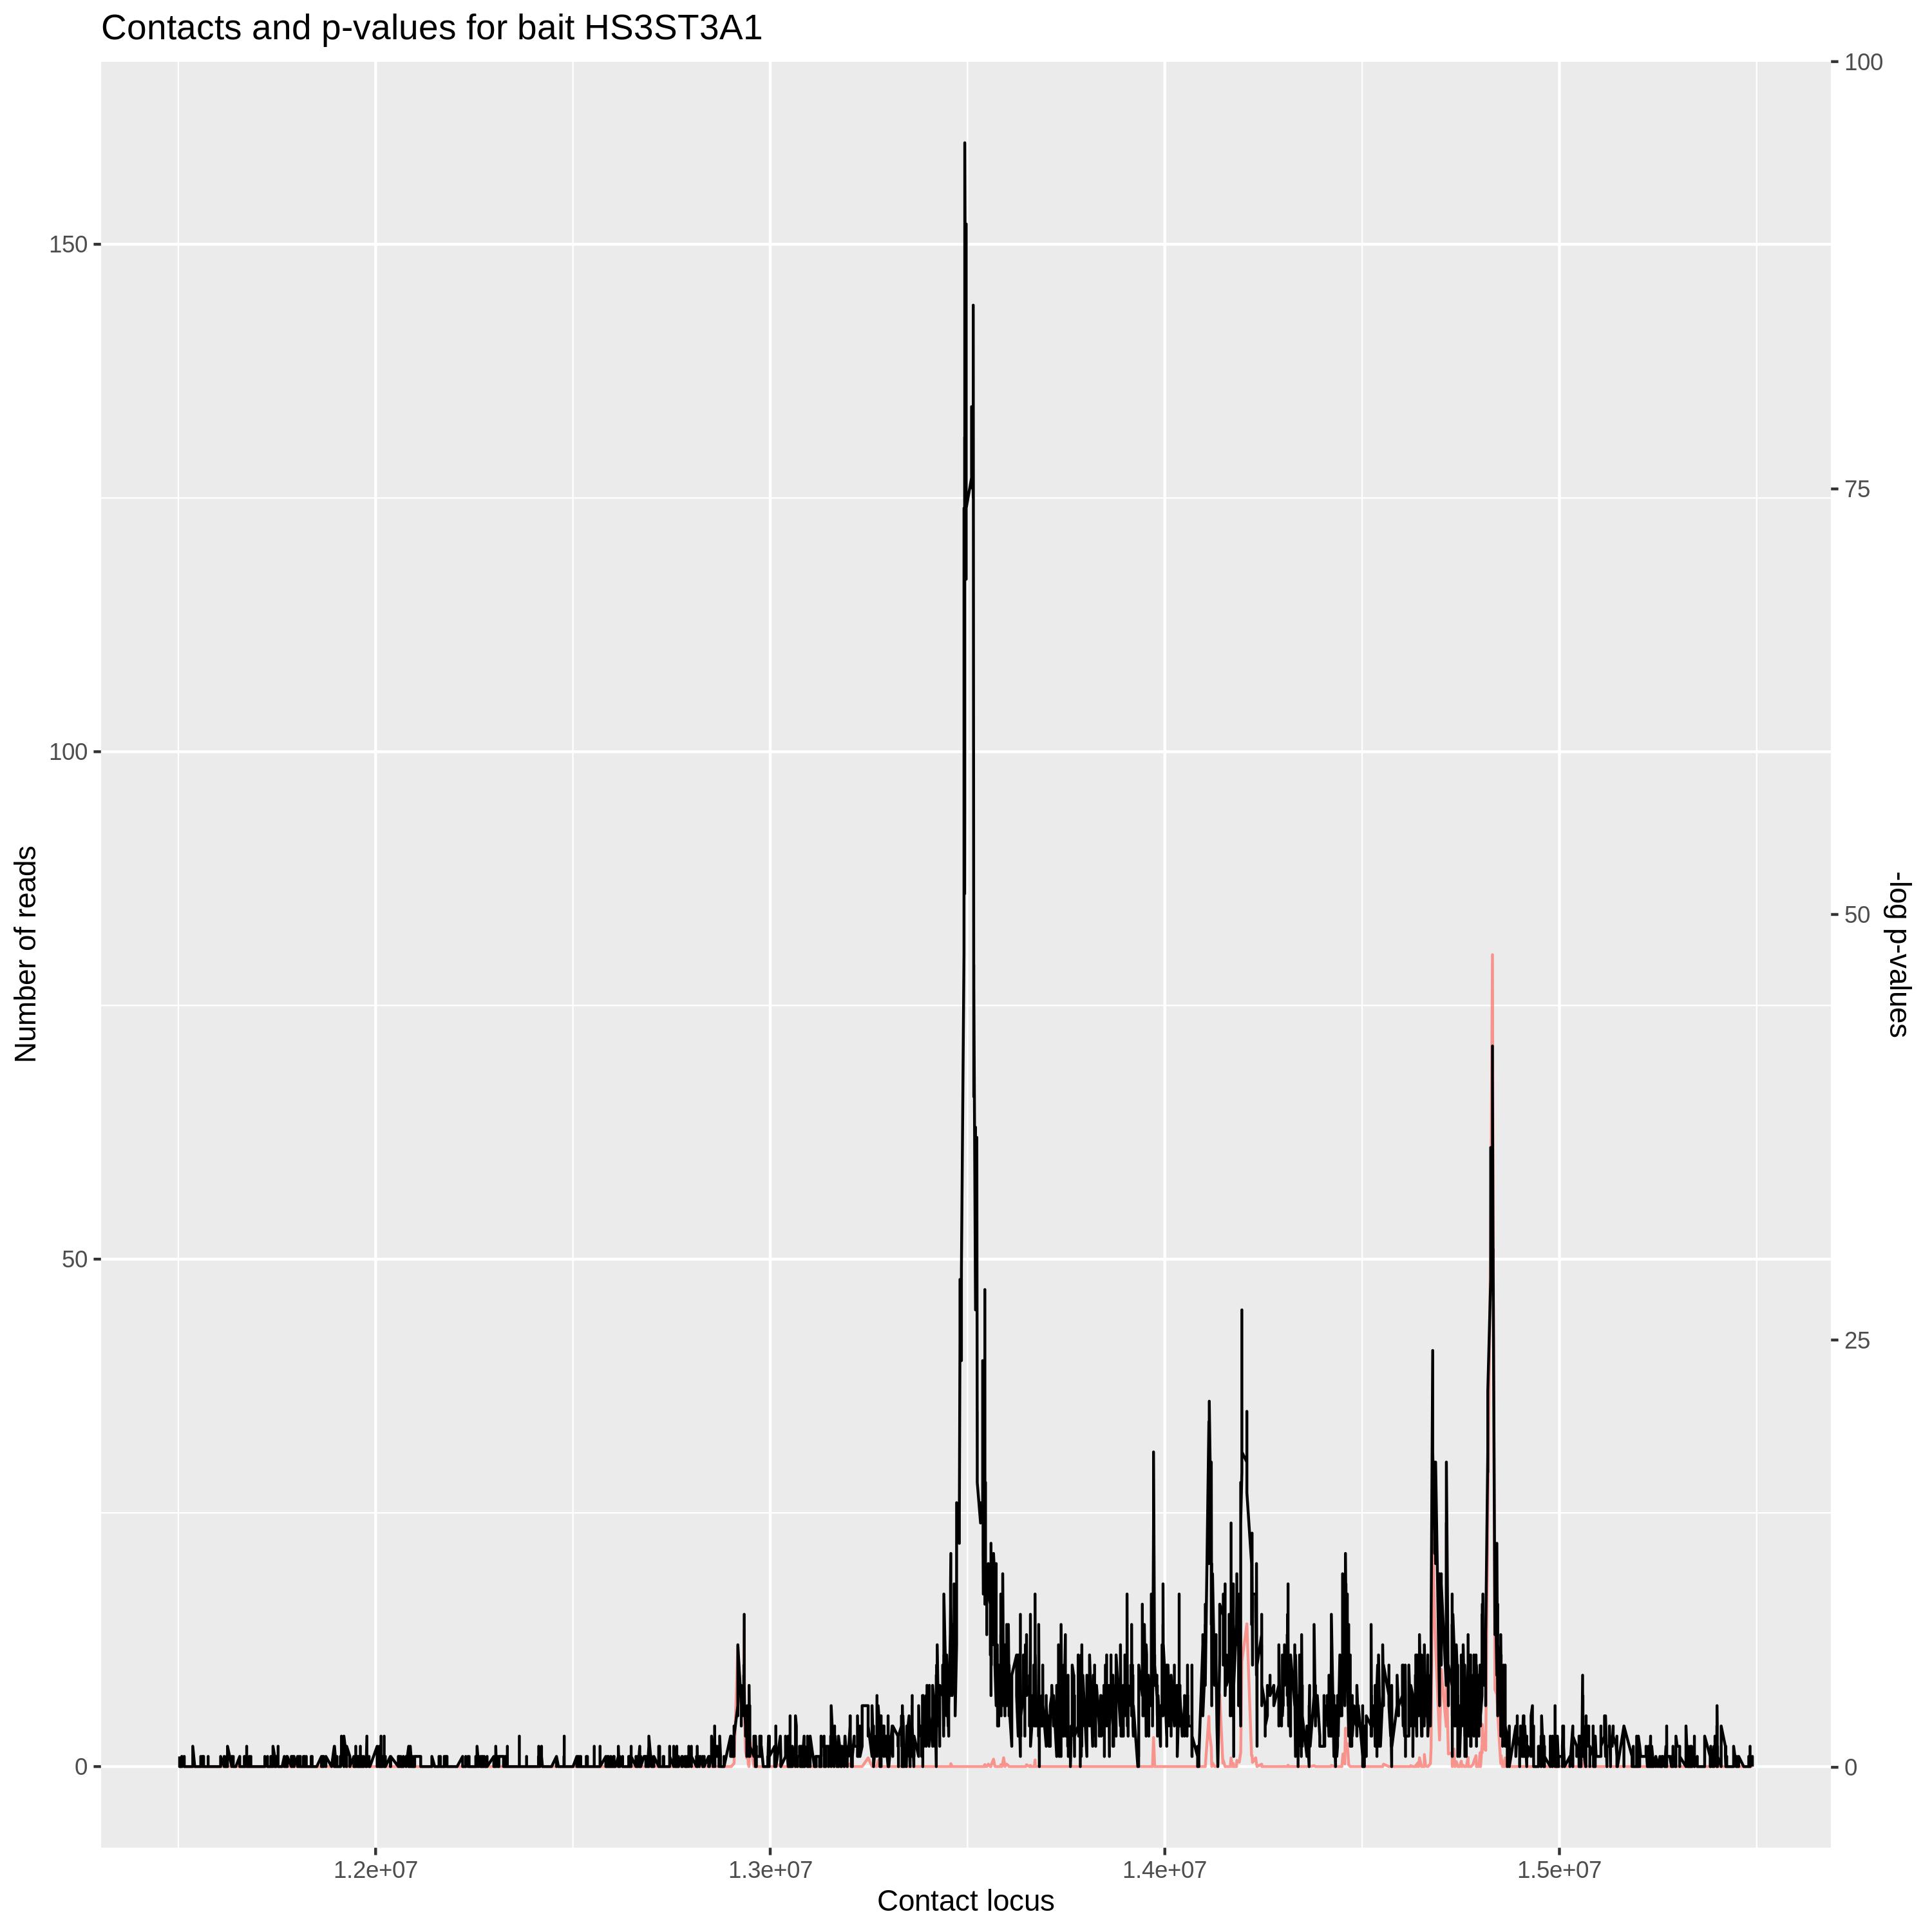 Contacts and p-values for bait HS3ST3A1
100
150
75
100
50
50
25
0
0
Number of reads
-log p-values
1.2e+07
1.3e+07
1.4e+07
1.5e+07
Contact locus